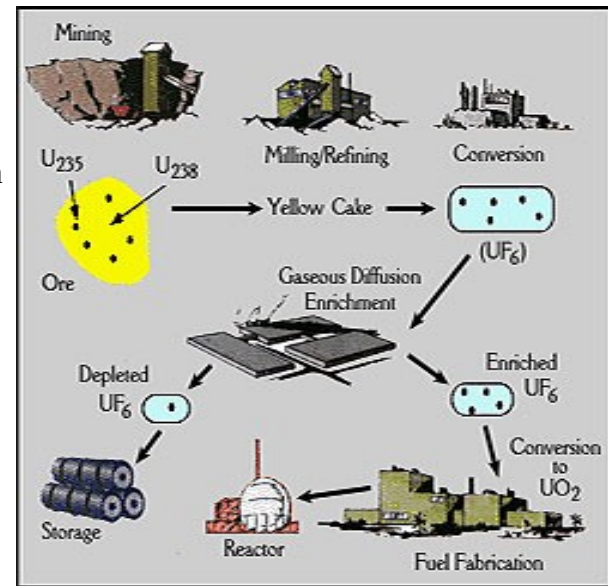 Mining
Milling/Refining
Conversion
U235
U238
Yellow Cake
Ore
(UF6)
Gaseous Diffusion
Enrichment
Depleted
UF6
Enriched
UF6
Conversion
to
UO2
Storage
Reactor
Fuel Fabrication